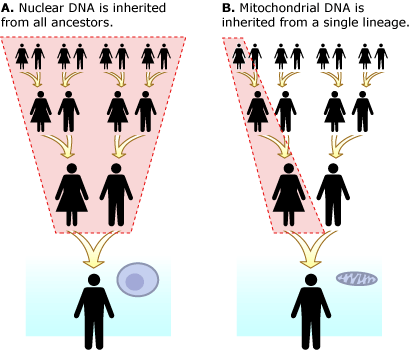 A. Nuclear DNA is inherited
from all ancestors.
B. Mitochondrial DNA is
inherited from a single lineage.